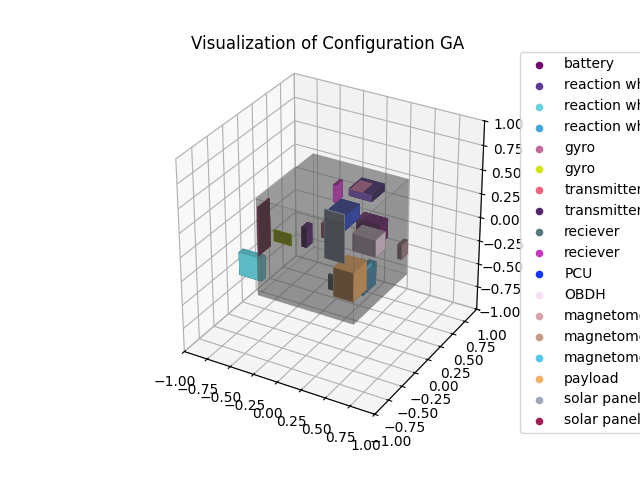 Visualization of Configuration GA
battery
reaction wh
reaction wh
reaction wh
gyro
gyro
transmitter
transmitter
reciever
reciever
PCU
OBDH
magnetome
magnetome
magnetome
payload
solar panel
solar panel
1.00
0.75
0.50
0.25
0.00
−0.25
−0.50
−0.75
−1.00
1.00
0.75
0.50
0.25
0.00
−0.25
−0.50
−0.75
−1.00
−1.00
−0.75
−0.50
−0.25
0.00
0.25
0.50
0.75
1.00